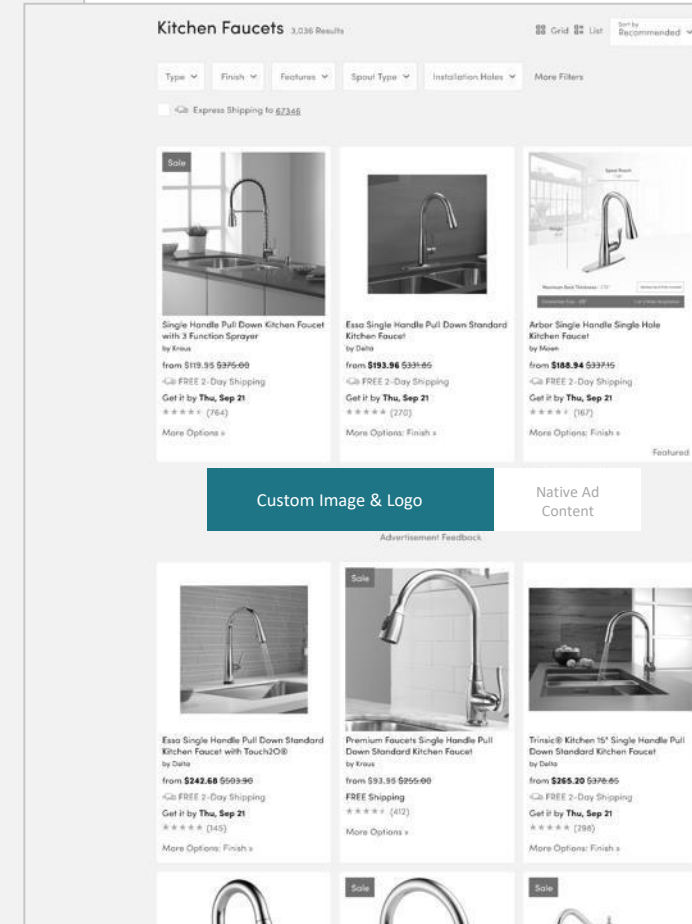 Kitchen Faucets 3,036 Results
Grid List Sort by Recommended
Type Finish Features Spout Type Installation Holes More Filters
Express Shipping to 67346
Sale
Spout Reach
Single Handle Pull Down Kitchen Faucet
with 3 Function Sprayer
by Kraus
from $119.95 $375.00
FREE 2-Day Shipping
Get it by Thu, Sep 21
(764)
More Options »
Essa Single Handle Pull Down Standard
Kitchen Faucet
by Delta
from $193.96 $331.85
FREE 2-Day Shipping
Get it by Thu, Sep 21
(270)
More Options: Finish »
Arbor Single Handle Single Hole
Kitchen Faucet
by Moen
from $188.94 $337.15
FREE 2-Day Shipping
Get it by Thu, Sep 21
(167)
More Options: Finish »
Featured
Custom Image & Logo
Native Ad
Content
Advertisement Feedback
Essa Single Handle Pull Down Standard
Kitchen Faucet with Touch2O®
by Delta
from $242.68 $503.90
FREE 2-Day Shipping
Get it by Thu, Sep 21
(145)
More Options: Finish »
Sale
Premium Faucets Single Handle Pull
Down Standard Kitchen Faucet
by Kraus
from $93.95 $255.00
FREE Shipping
(412)
More Options »
Trinsic® Kitchen 15" Single Handle Pull
Down Standard Kitchen Faucet
by Delta
from $265.20 $378.85
FREE 2-Day Shipping
Get it by Thu, Sep 21
(298)
More Options: Finish »
Sale
Sale